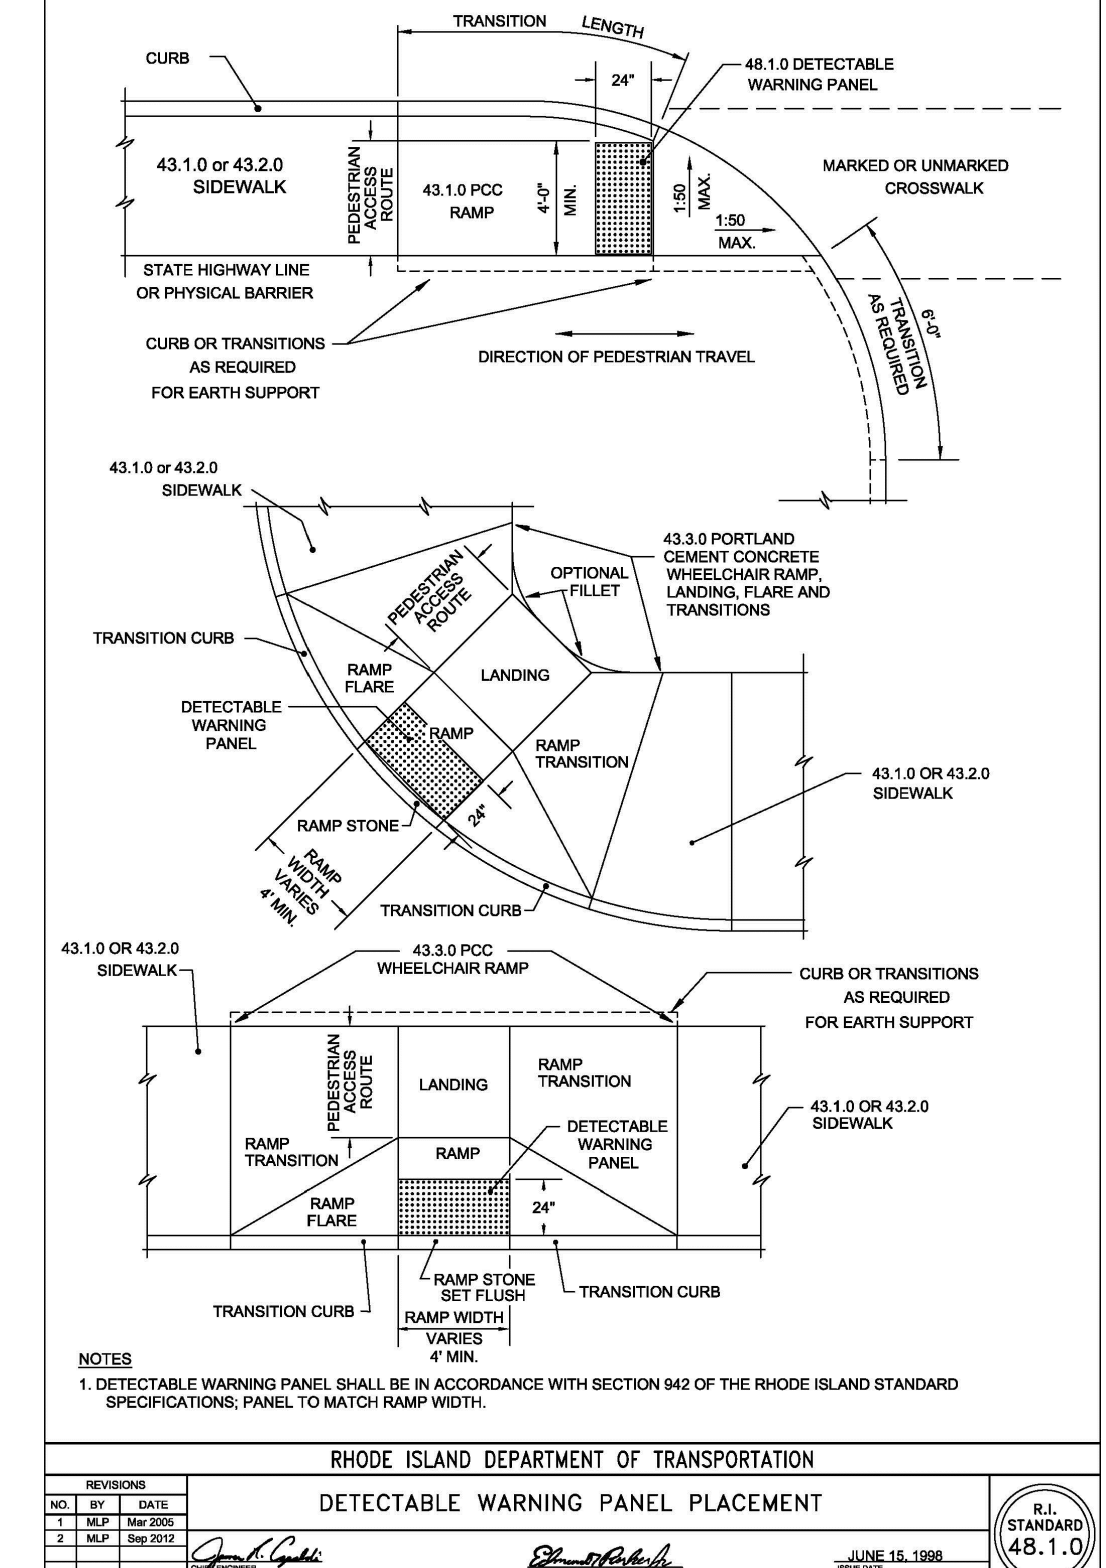 TRANSITION LENGTH
CURB
24"
48.1.0 DETECTABLE
WARNING PANEL
43.1.0 or 43.2.0
SIDEWALK
PEDESTRIAN
ACCESS
ROUTE
43.1.0 PCC
RAMP
4'-0"
MIN.
1:50
MAX.
1:50
MAX.
MARKED OR UNMARKED
CROSSWALK
STATE HIGHWAY LINE
OR PHYSICAL BARRIER
6'-0"
TRANSITION
AS REQUIRED
CURB OR TRANSITIONS
AS REQUIRED
FOR EARTH SUPPORT
DIRECTION OF PEDESTRIAN TRAVEL
43.1.0 or 43.2.0
SIDEWALK
PEDESTRIAN
ACCESS
ROUTE
OPTIONAL
FILLET
43.3.0 PORTLAND
CEMENT CONCRETE
WHEELCHAIR RAMP,
LANDING, FLARE AND
TRANSITIONS
TRANSITION CURB
RAMP
FLARE
LANDING
DETECTABLE
WARNING
PANEL
RAMP
RAMP
TRANSITION
43.1.0 OR 43.2.0
SIDEWALK
RAMP STONE
24"
RAMP
WIDTH
VARIES
4' MIN.
TRANSITION CURB
43.1.0 OR 43.2.0
SIDEWALK
43.3.0 PCC
WHEELCHAIR RAMP
CURB OR TRANSITIONS
AS REQUIRED
FOR EARTH SUPPORT
PEDESTRIAN
ACCESS
ROUTE
LANDING
RAMP
TRANSITION
43.1.0 OR 43.2.0
SIDEWALK
RAMP
TRANSITION
RAMP
DETECTABLE
WARNING
PANEL
RAMP
FLARE
24"
RAMP STONE
SET FLUSH
TRANSITION CURB
TRANSITION CURB
RAMP WIDTH
VARIES
4' MIN.
NOTES
1. DETECTABLE WARNING PANEL SHALL BE IN ACCORDANCE WITH SECTION 942 OF THE RHODE ISLAND STANDARD
SPECIFICATIONS; PANEL TO MATCH RAMP WIDTH.
RHODE ISLAND DEPARTMENT OF TRANSPORTATION
REVISIONS
NO. BY DATE
1 MLP Mar 2005
2 MLP Sep 2012
DETECTABLE WARNING PANEL PLACEMENT
R.I.
STANDARD
48.1.0
CHIEF ENGINEER
JUNE 15, 1998
ISSUE DATE